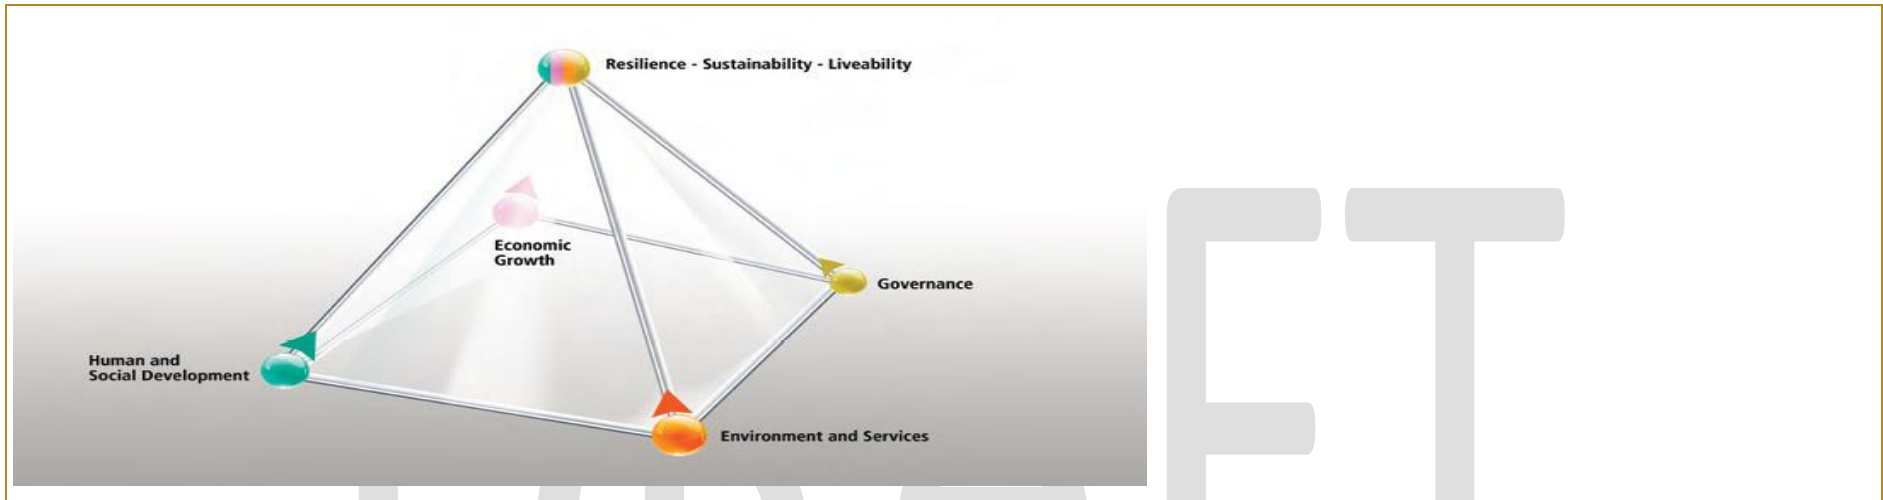 Resilience - Sustainability - Liveability
Economic
Growth
Governance
Human and
Social Development
Environment and Services